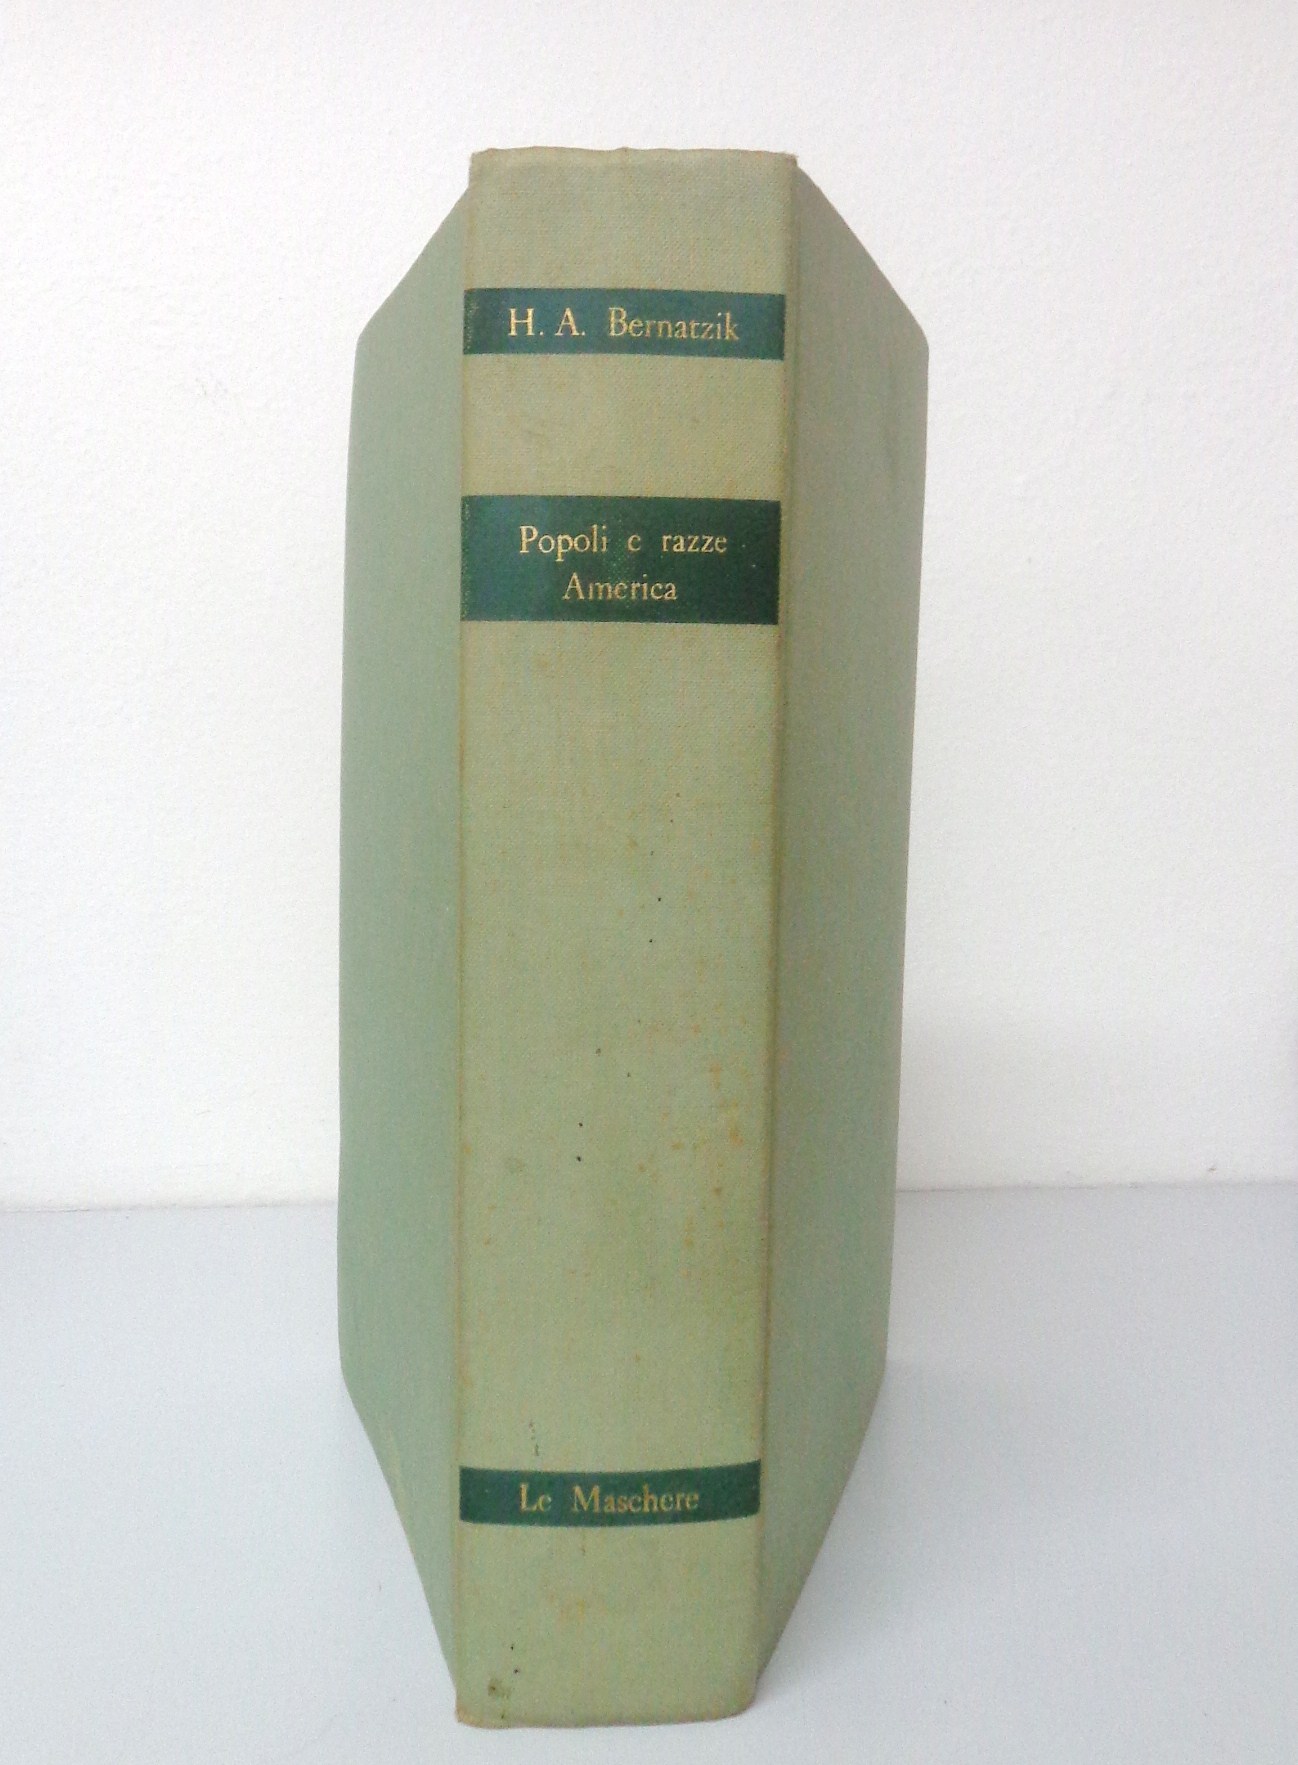 H. A. Bernatzik
Popoli e razze
America
Le Maschere